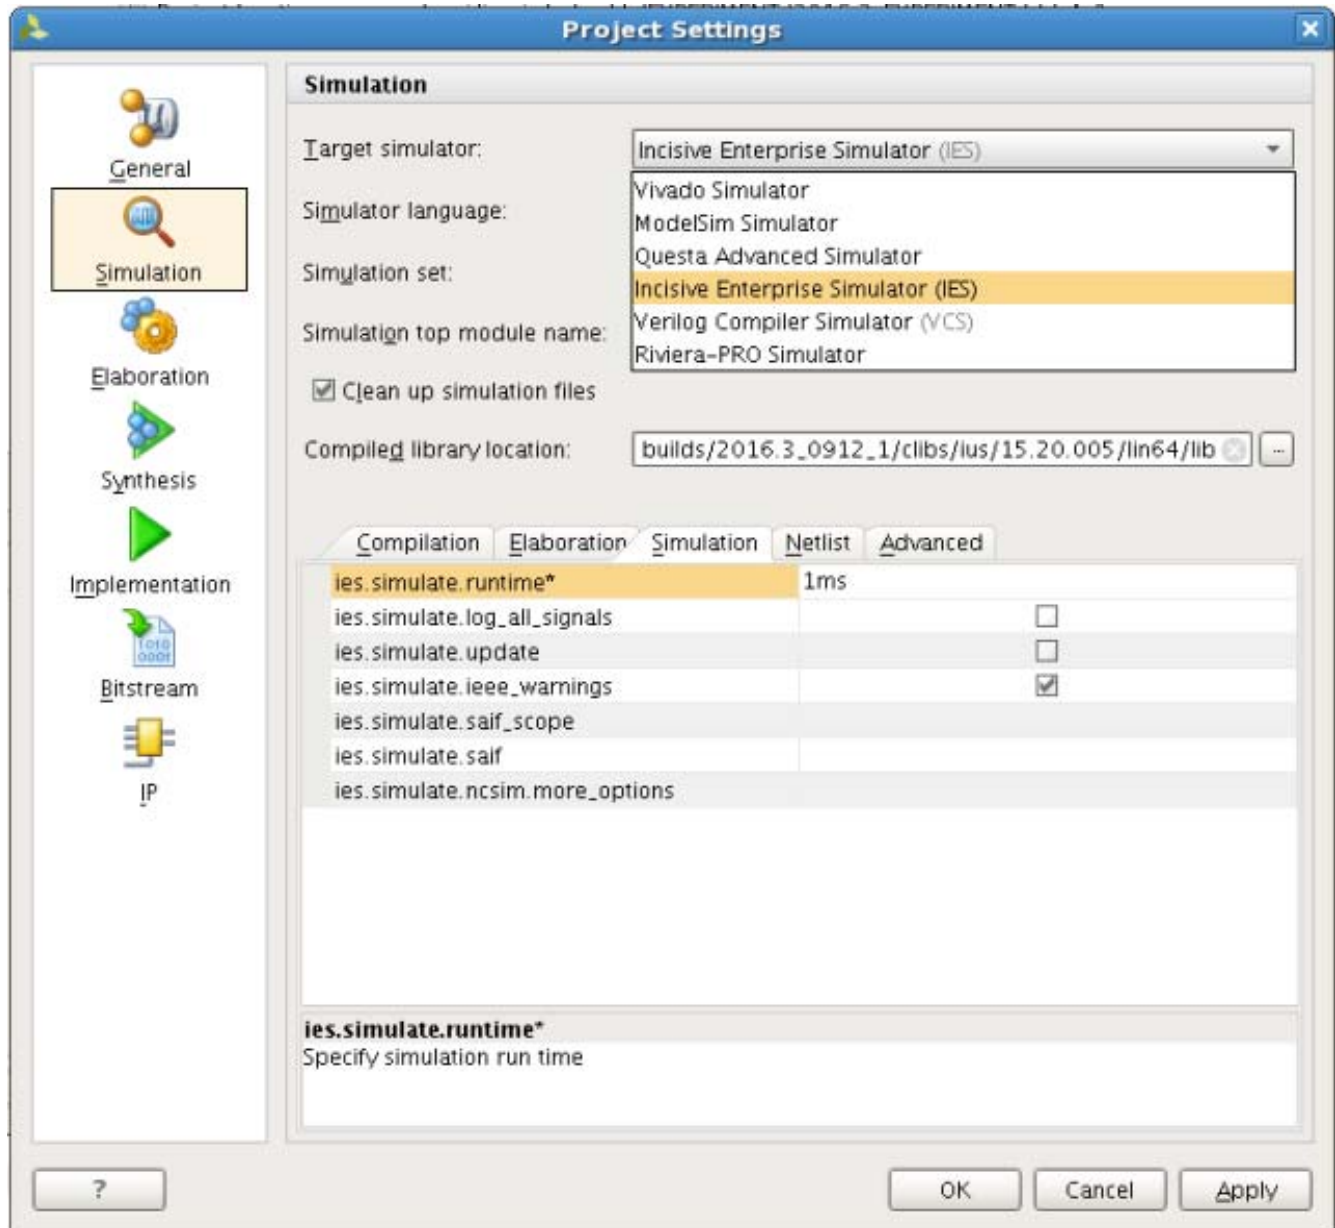 Project Settings
General
Simulation
Elaboration
Synthesis
Implementation
Bitstream
IP
Simulation
Target simulator:
Incisive Enterprise Simulator (IES)
Vivado Simulator
ModelSim Simulator
Questa Advanced Simulator
Incisive Enterprise Simulator (IES)
Verilog Compiler Simulator (VCS)
Riviera-PRO Simulator
Simulator language:
Simulation set:
Simulation top module name:
Clean up simulation files
Compiled library location:
builds/2016.3_0912_1/clibs/ius/15.20.005/lin64/lib
...
Compilation Elaboration Simulation Netlist Advanced
ies.simulate.runtime* 1ms
ies.simulate.log_all_signals
ies.simulate.update
ies.simulate.ieee_warnings
ies.simulate.saif_scope
ies.simulate.saif
ies.simulate.ncsim.more_options
ies.simulate.runtime*
Specify simulation run time
? OK Cancel Apply